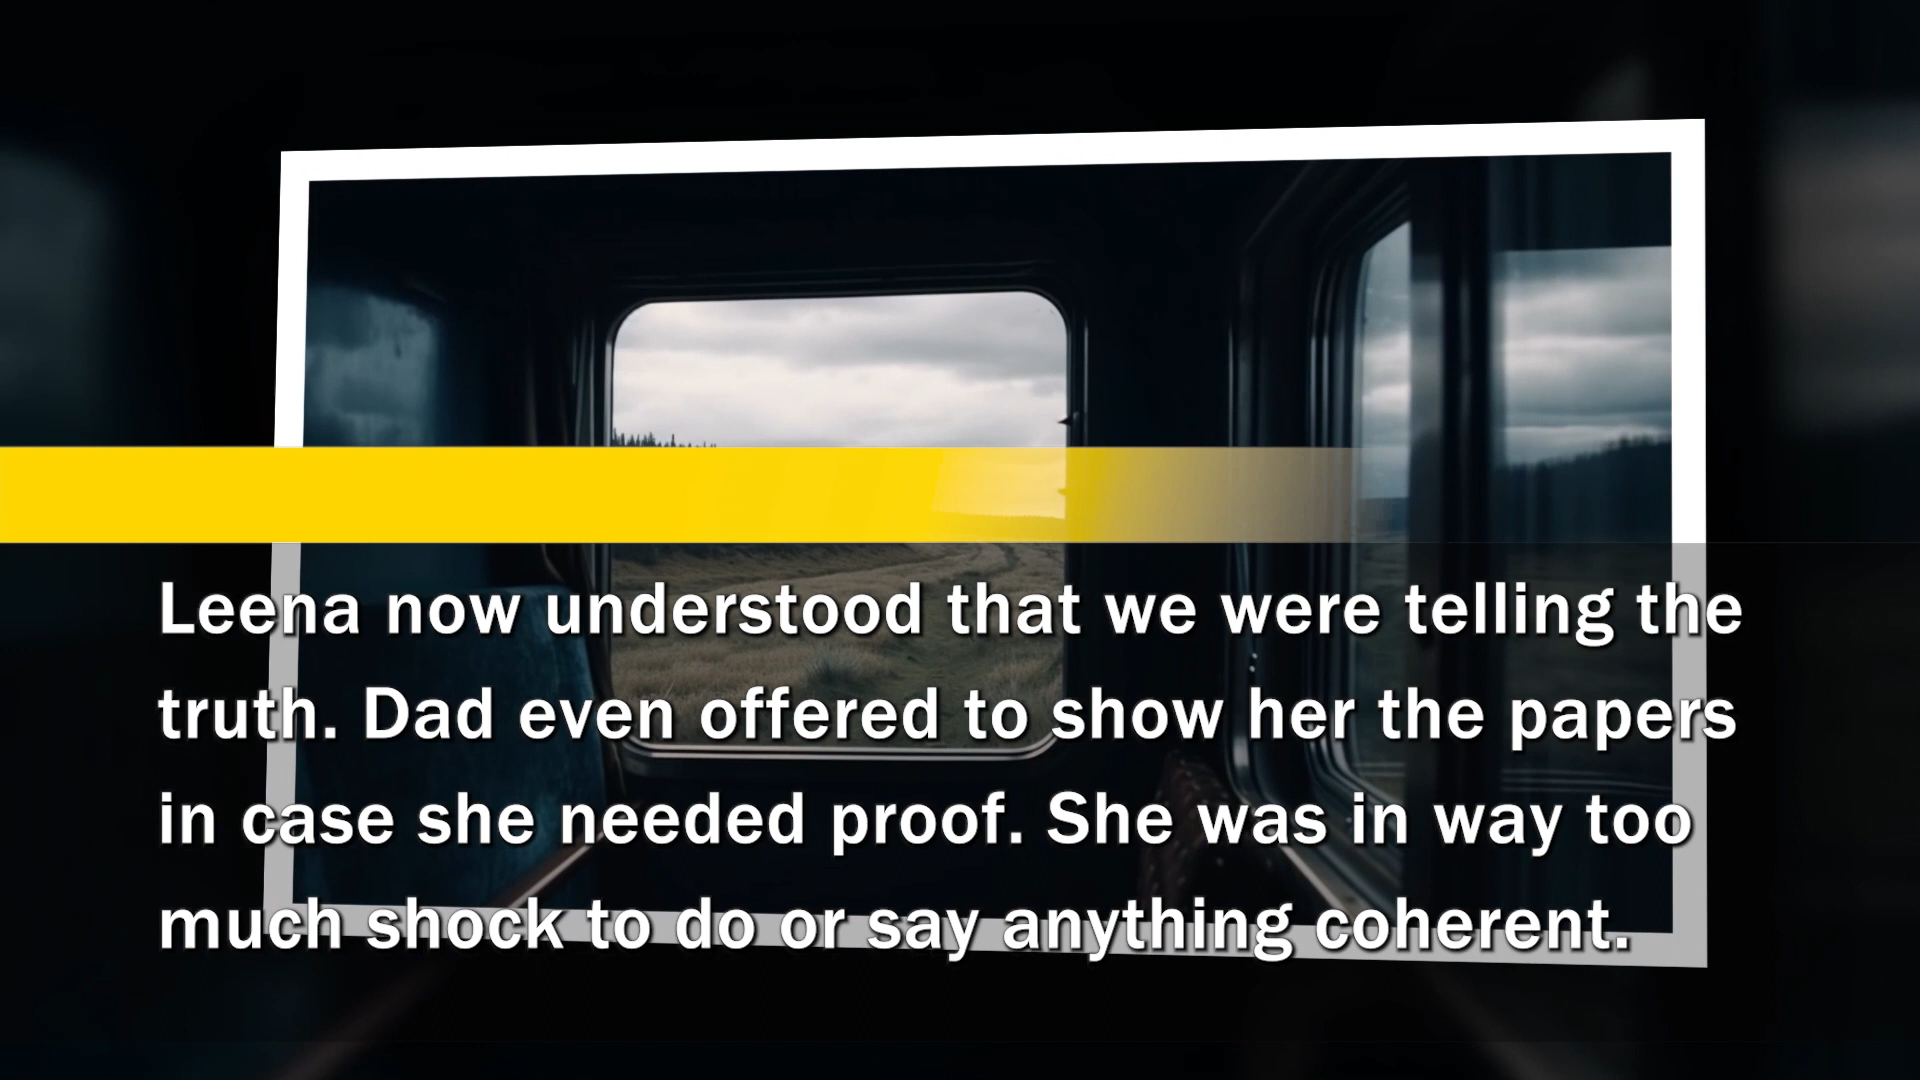 Leena now understood that we were telling the
truth. Dad even offered to show her the papers
in case she needed proof. She was in way too
much shock to do or say anything coherent.